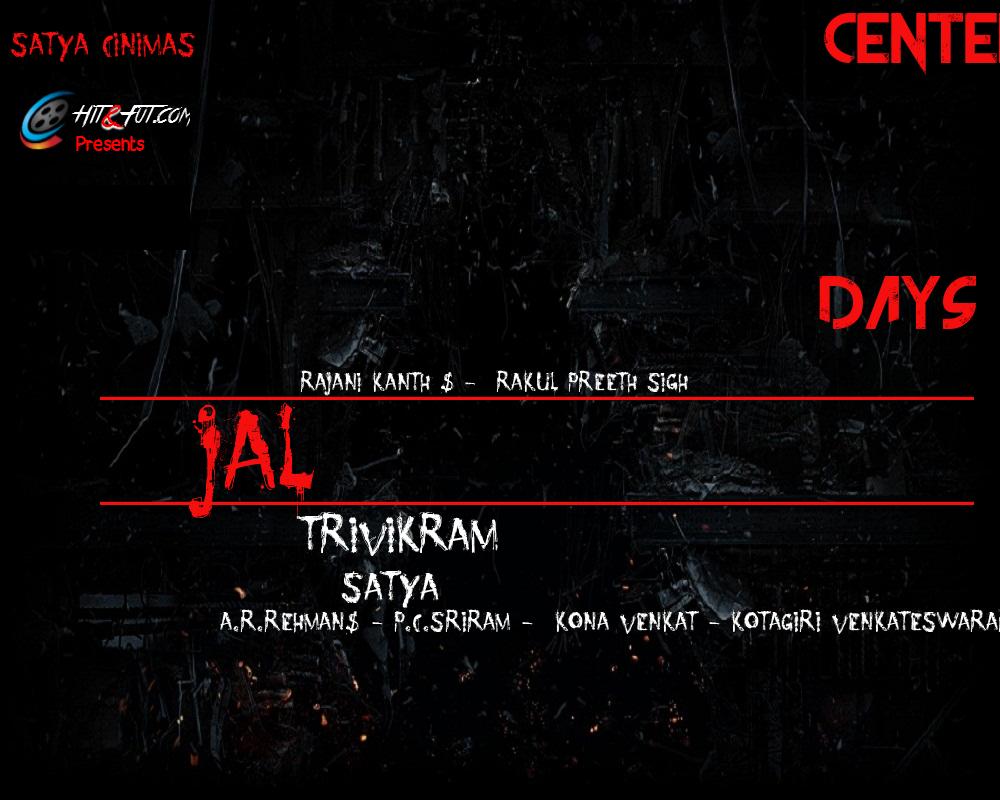 SATYA CINIMAS
CENTE
HIT&FUT.COM
Presents
DAYS
RAJANI KANTH $ - RAKUL PREETH SIGH
JAL
TRIVIKRAM
SATYA
A.R.REHMAN$ - P.C.SRIRAM - KONA VENKAT - KOTAGIRI VENKATESWARA